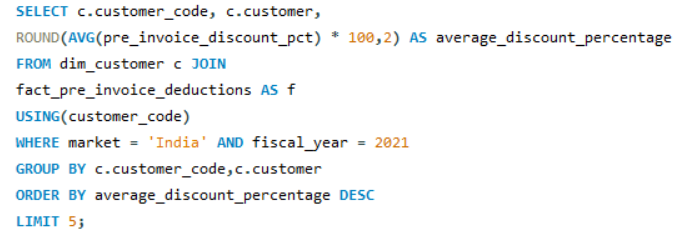 SELECT c.customer_code, c.customer,
ROUND(AVG(pre_invoice_discount_pct) * 100,2) AS average_discount_percentage
FROM dim_customer c JOIN
fact_pre_invoice_deductions AS f
USING(customer_code)
WHERE market = 'India' AND fiscal_year = 2021
GROUP BY c.customer_code,c.customer
ORDER BY average_discount_percentage DESC
LIMIT 5;